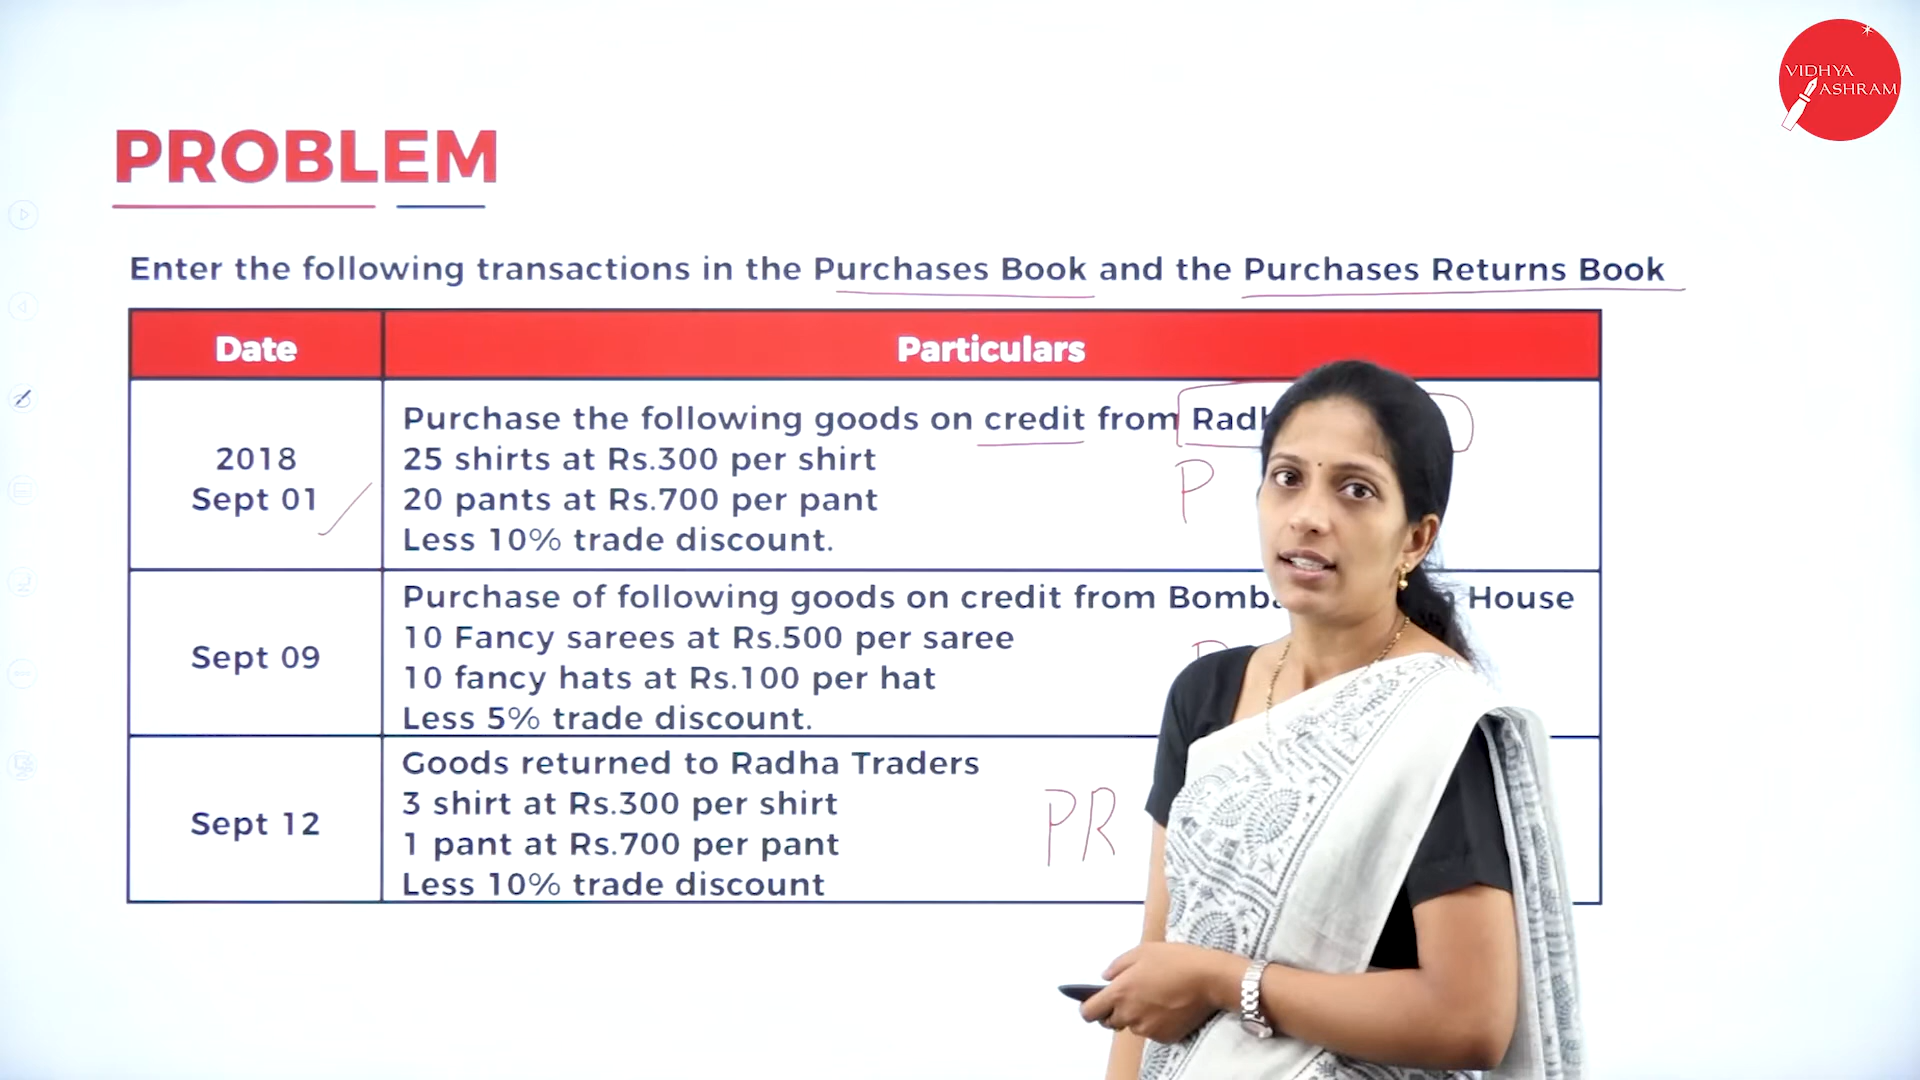 VIDHYA
ASHRAM
PROBLEM
Enter the following transactions in the Purchases Book and the Purchases Returns Book
Date
Particulars
2018
Sept 01
Purchase the following goods on credit from
25 shirts at Rs.300 per shirt
20 pants at Rs.700 per pant
Less 10% trade discount.
P
Sept 09
Purchase of following goods on credit from House
10 Fancy sarees at Rs.500 per saree
10 fancy hats at Rs.100 per hat
Less 5% trade discount.
Sept 12
Goods returned to Radha Traders
3 shirt at Rs.300 per shirt
1 pant at Rs.700 per pant
Less 10% trade discount
PR